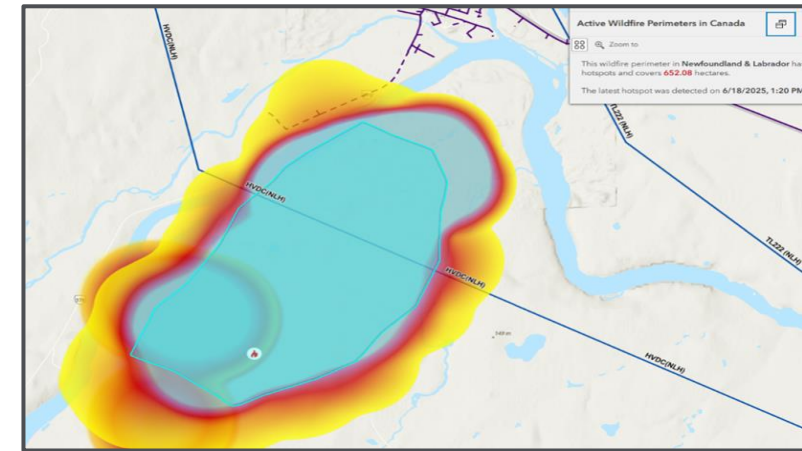 Active Wildfire Perimeters in Canada
Zoom to
This wildfire perimeter in Newfoundland & Labrador ha
hotspots and covers 652.08 hectares.
The latest hotspot was detected on 6/18/2025, 1:20 PM
HVDC(NLH)
TL222 (NLH)
HVDC(NLH)
TL222 (NLH)
HVDC(NLH)
HVDC(NLH)